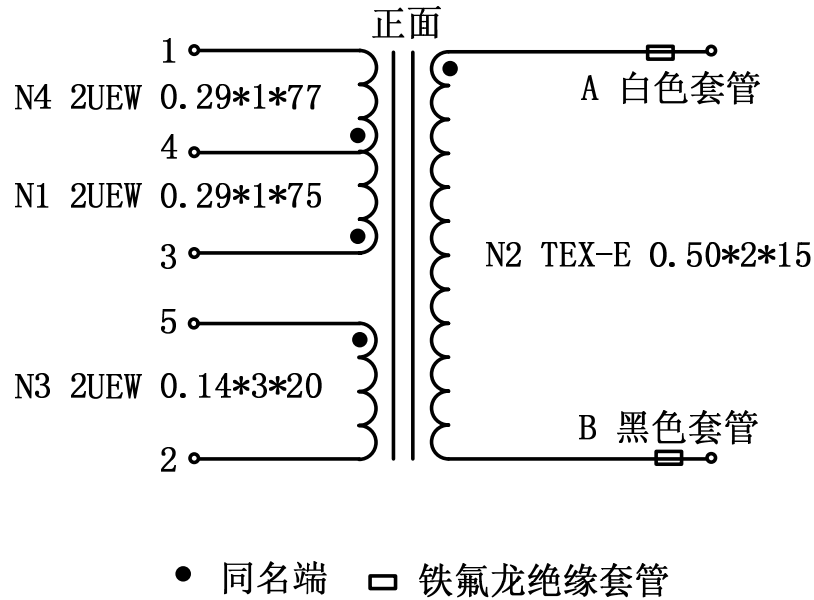 正面
1
N4 2UEW 0.29*1*77
A 白色套管
4
N1 2UEW 0.29*1*75
3
N2 TEX-E 0.50*2*15
5
N3 2UEW 0.14*3*20
B 黑色套管
2
同名端
铁氟龙绝缘套管